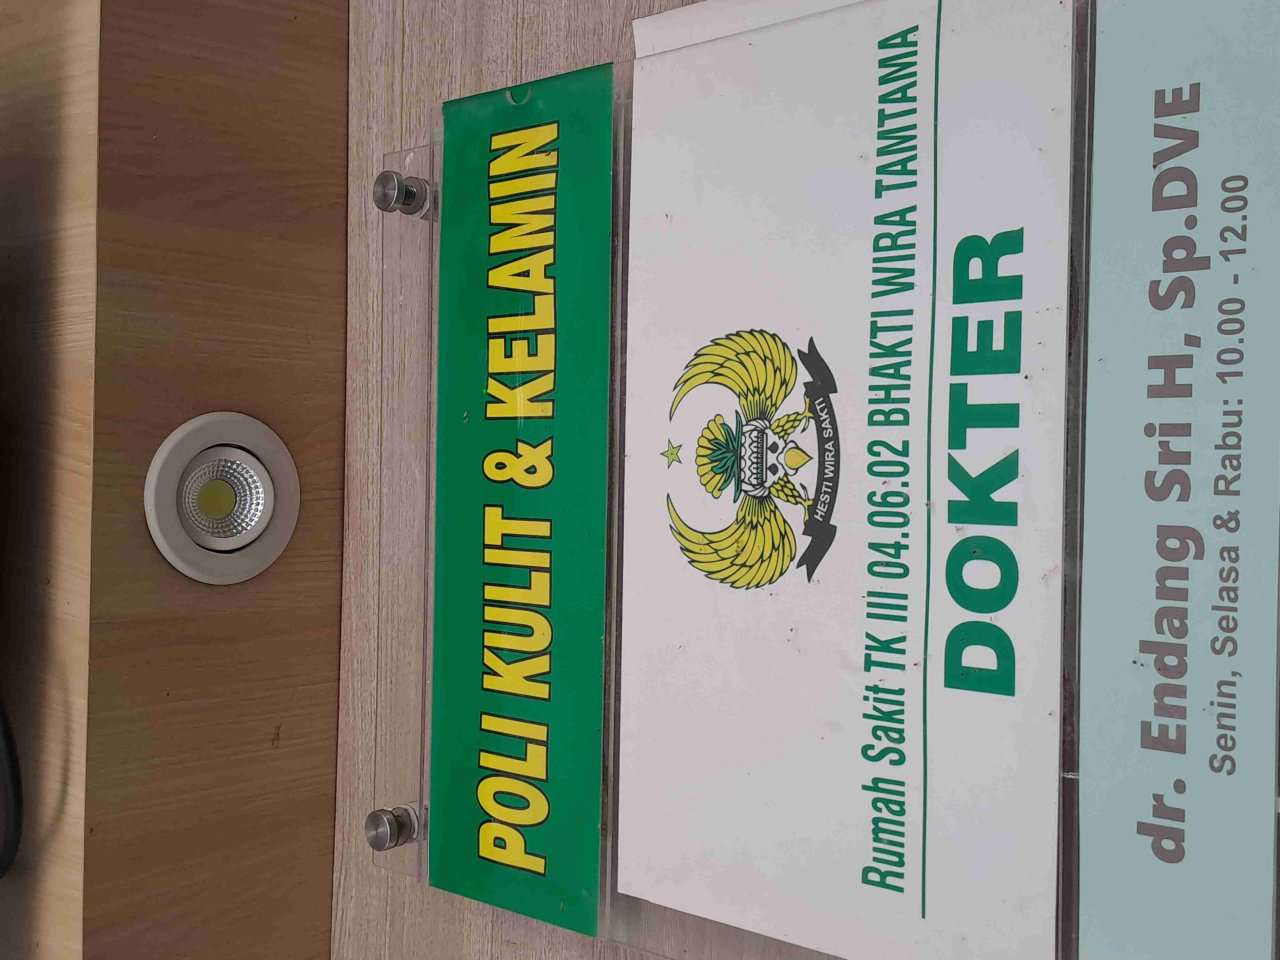 POLI KULIT & KELAMIN
HESTI WIRA SAKTI
Rumah Sakit TK III 04.06.02 BHAKTI WIRA TAMTAMA
DOKTER
dr. Endang Sri H, Sp.DVE
Senin, Selasa & Rabu: 10.00 - 12.00